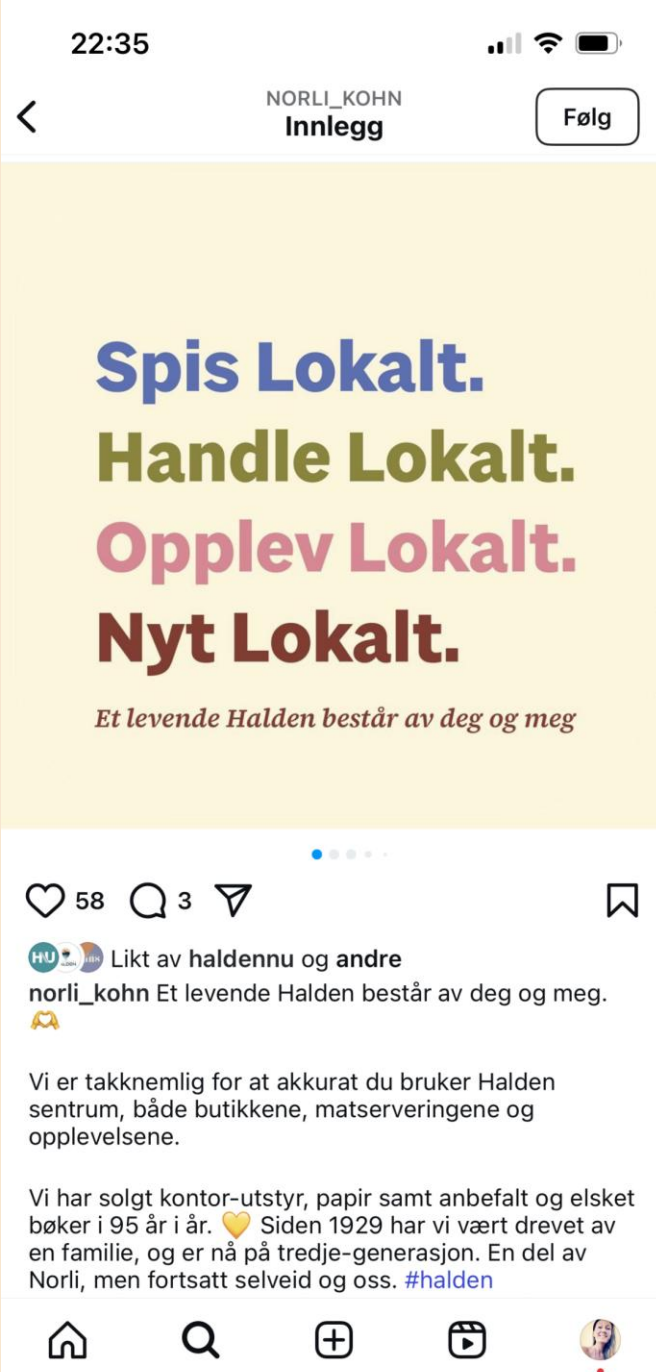 22:35
NORLI_KOHN
Innlegg
Følg
Spis Lokalt.
Handle Lokalt.
Opplev Lokalt.
Nyt Lokalt.
Et levende Halden består av deg og meg
58 3
HNU
Likt av haldennu og andre
norli_kohn Et levende Halden består av deg og meg.
🫶
Vi er takknemlig for at akkurat du bruker Halden
sentrum, både butikkene, matserveringene og
opplevelsene.
Vi har solgt kontor-utstyr, papir samt anbefalt og elsket
bøker i 95 år i år. 💛 Siden 1929 har vi vært drevet av
en familie, og er nå på tredje-generasjon. En del av
Norli, men fortsatt selveid og oss. #halden